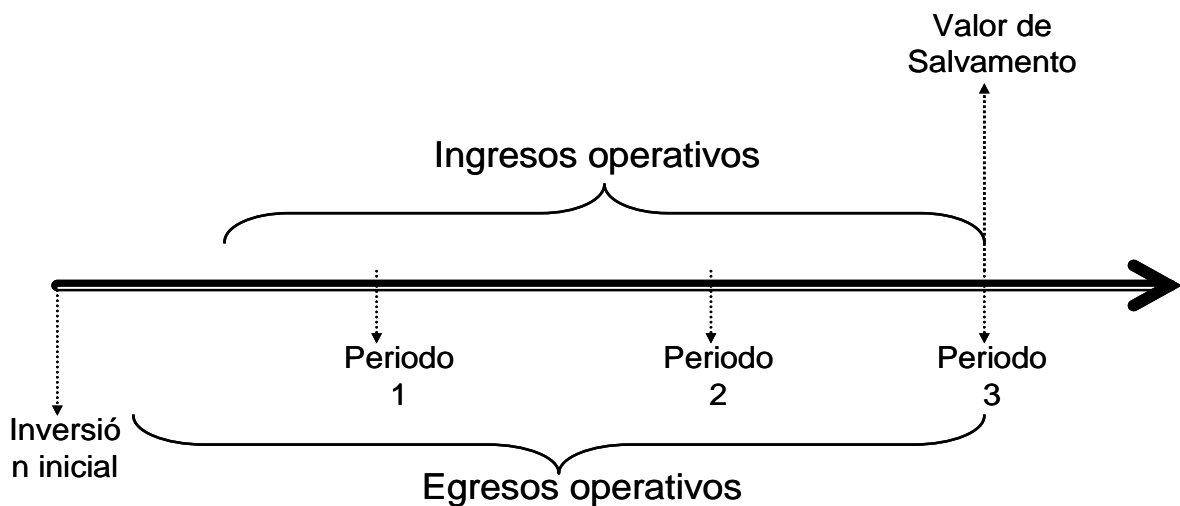 Valor de
Salvamento
Ingresos operativos
Periodo
1
Periodo
2
Periodo
3
Inversió
n inicial
Egresos operativos